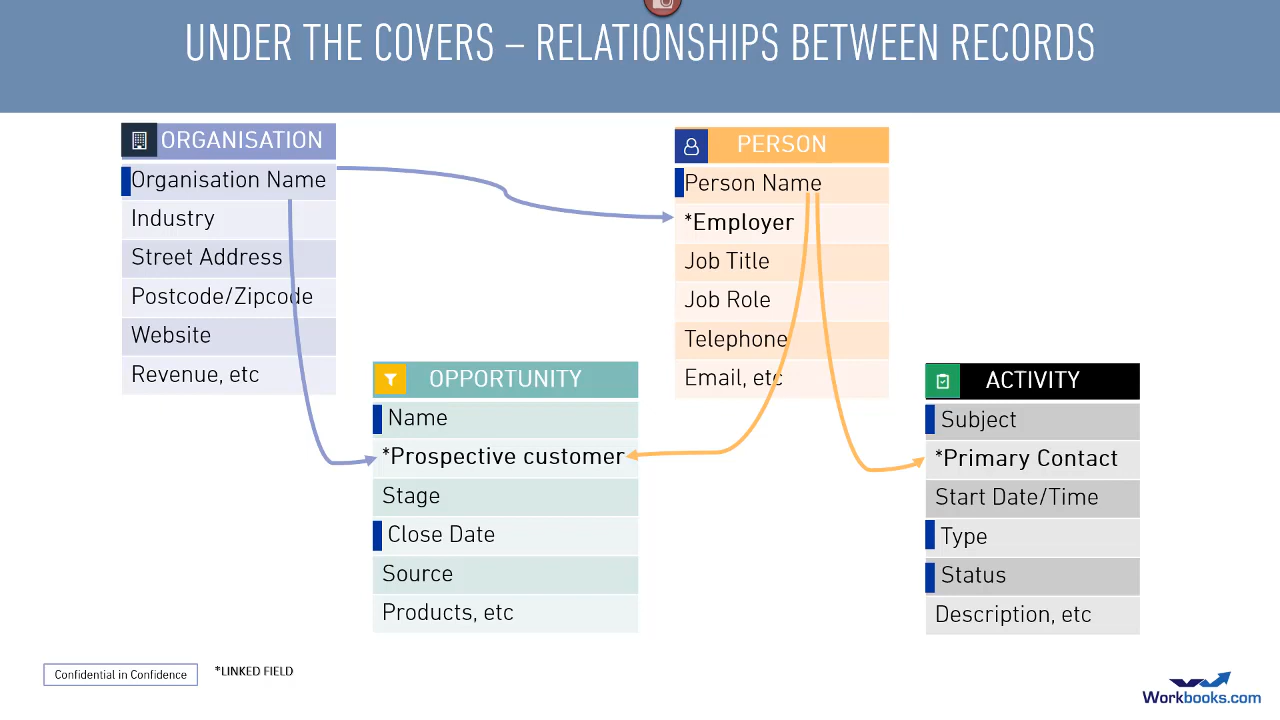 UNDER THE COVERS – RELATIONSHIPS BETWEEN RECORDS
ORGANISATION
Organisation Name
Industry
Street Address
Postcode/Zipcode
Website
Revenue, etc
PERSON
Person Name
*Employer
Job Title
Job Role
Telephone
Email, etc
OPPORTUNITY
Name
*Prospective customer
Stage
Close Date
Source
Products, etc
ACTIVITY
Subject
*Primary Contact
Start Date/Time
Type
Status
Description, etc
Confidential in Confidence
*LINKED FIELD
Workbooks.com